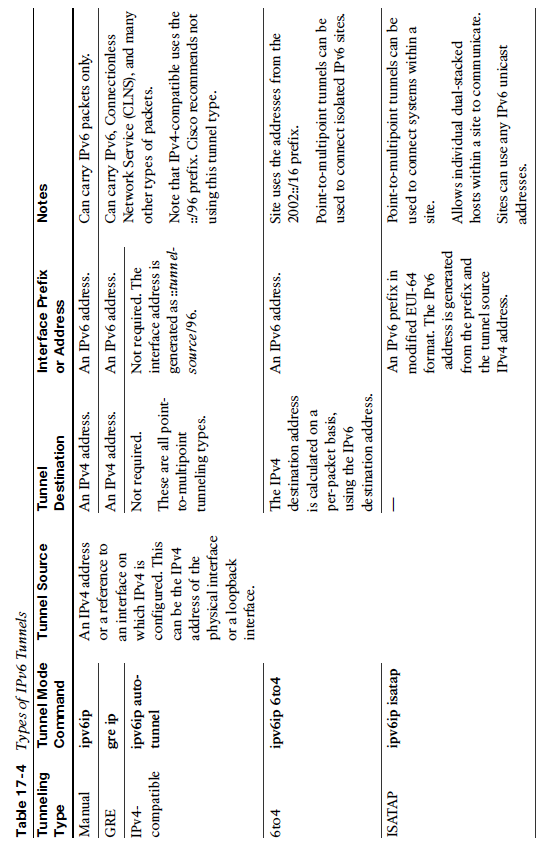 Table 17-4 Types of IPv6 Tunnels
Tunneling Type
Tunnel Mode Command
Tunnel Source
Tunnel Destination
Interface Prefix or Address
Notes
Manual
ipv6ip
An IPv4 address
or a reference to
an interface on
which IPv4 is
configured. This
can be the IPv4
address of the
physical interface
or a loopback
interface.
An IPv4 address.
An IPv6 address.
Can carry IPv6 packets only.
GRE
gre ip
An IPv4 address.
An IPv6 address.
Can carry IPv6, Connectionless
Network Service (CLNS), and many
other types of packets.
IPv4-
compatible
ipv6ip auto-
tunnel
Not required.
These are all point-
to-multipoint
tunneling types.
Not required. The
interface address is
generated as ::tunnel-
source/96.
Note that IPv4-compatible uses the
::/96 prefix. Cisco recommends not
using this tunnel type.
6to4
ipv6ip 6to4
The IPv4
destination address
is calculated on a
per-packet basis,
using the IPv6
destination address.
An IPv6 address.
Site uses the addresses from the
2002::/16 prefix.
Point-to-multipoint tunnels can be
used to connect isolated IPv6 sites.
ISATAP
ipv6ip isatap
—
An IPv6 prefix in
modified EUI-64
format. The IPv6
address is generated
from the prefix and
the tunnel source
IPv4 address.
Point-to-multipoint tunnels can be
used to connect systems within a
site.
Allows individual dual-stacked
hosts within a site to communicate.
Sites can use any IPv6 unicast
addresses.